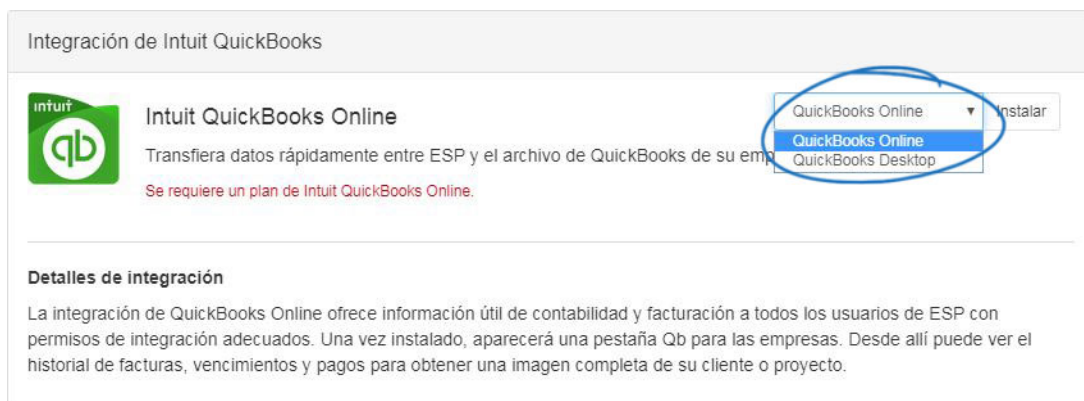 Integración de Intuit QuickBooks
intuit
qb
Intuit QuickBooks Online
QuickBooks Online
Instalar
Transfiera datos rápidamente entre ESP y el archivo de QuickBooks de su
QuickBooks Online
QuickBooks Desktop
Se requiere un plan de Intuit QuickBooks Online.
Detalles de integración
La integración de QuickBooks Online ofrece información útil de contabilidad y facturación a todos los usuarios de ESP con
permisos de integración adecuados. Una vez instalado, aparecerá una pestaña Qb para las empresas. Desde allí puede ver el
historial de facturas, vencimientos y pagos para obtener una imagen completa de su cliente o proyecto.